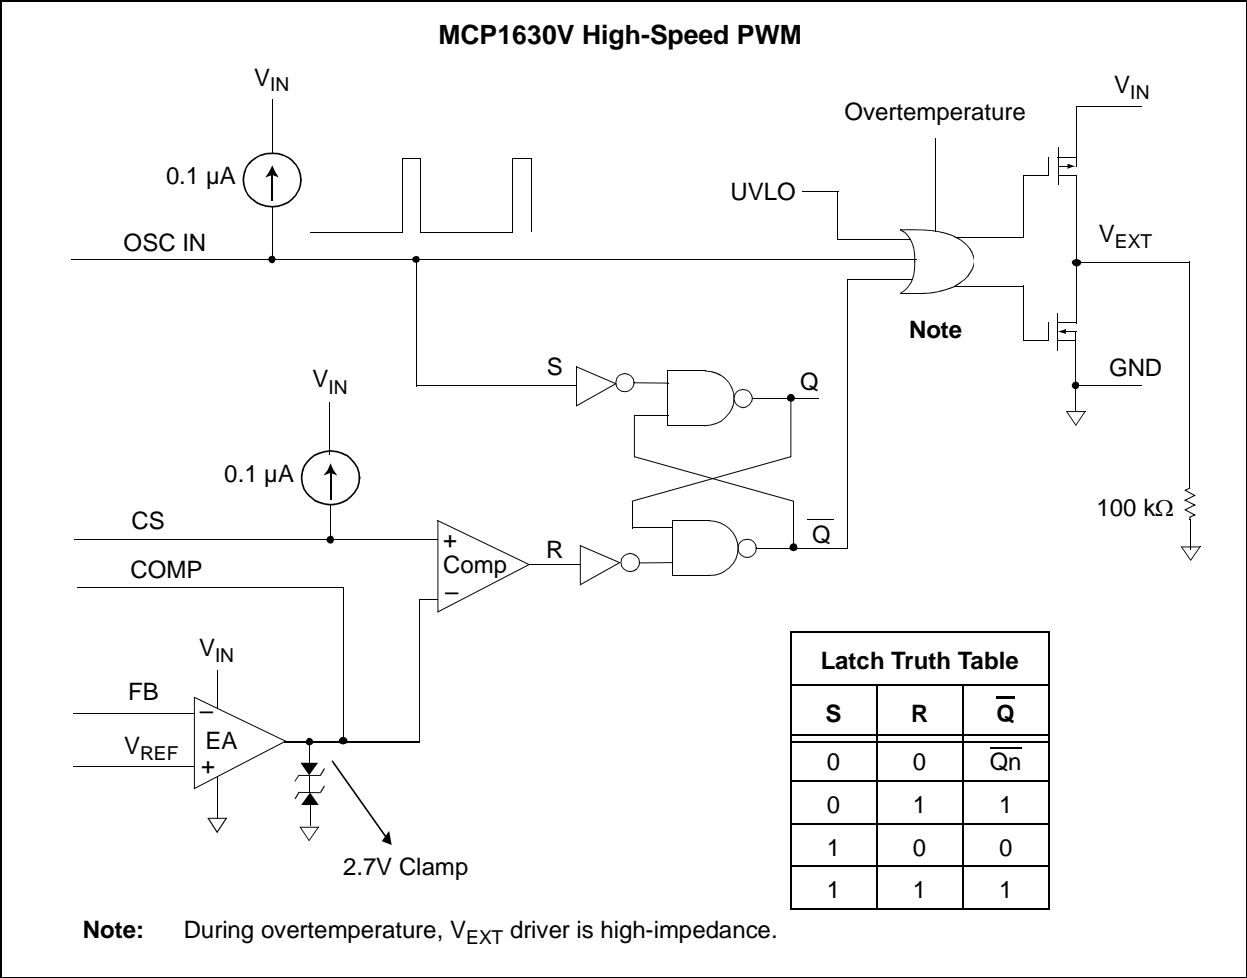 MCP1630V High-Speed PWM
VIN
VIN
Overtemperature
0.1 µA
UVLO
OSC IN
VEXT
Note
S
Q
GND
VIN
0.1 µA
100 kΩ
CS
Q̅
R
+
Comp
−
COMP
VIN
FB
−
EA
VREF
+
2.7V Clamp
Latch Truth Table
S R Q̅
0 0 Q̅n̅
0 1 1
1 0 0
1 1 1
Note: During overtemperature, VEXT driver is high-impedance.